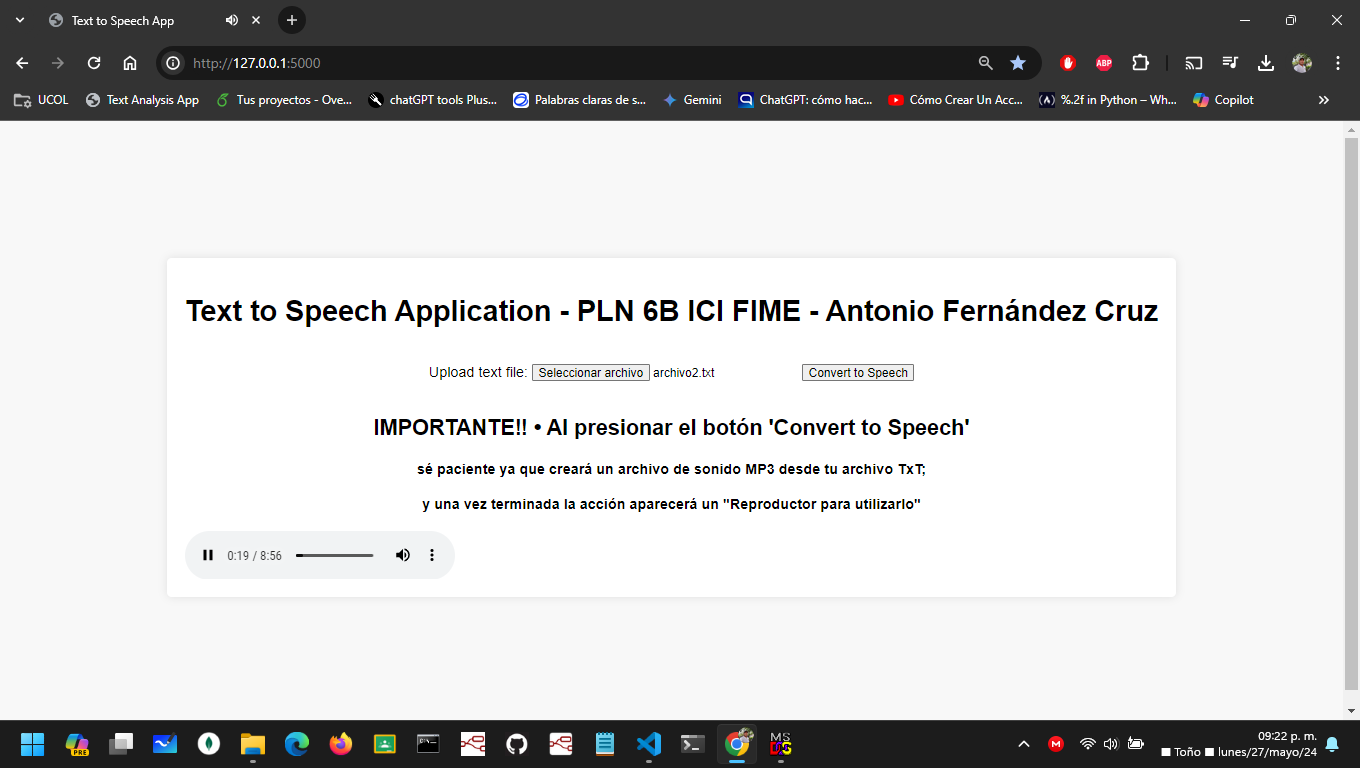 Text to Speech App
http://127.0.0.1:5000
ABP
UCOL
Text Analysis App
Tus proyectos - Ove...
chatGPT tools Plus...
Palabras claras de s...
Gemini
ChatGPT: cómo hac...
Cómo Crear Un Acc...
%.2f in Python – Wh...
Copilot
Text to Speech Application - PLN 6B ICI FIME - Antonio Fernández Cruz
Upload text file: Seleccionar archivo archivo2.txt Convert to Speech
IMPORTANTE!! • Al presionar el botón 'Convert to Speech'
sé paciente ya que creará un archivo de sonido MP3 desde tu archivo TxT;
y una vez terminada la acción aparecerá un "Reproductor para utilizarlo"
0:19 / 8:56
PRE
MS
M
09:22 p. m.
■ Toño ■ lunes/27/mayo/24